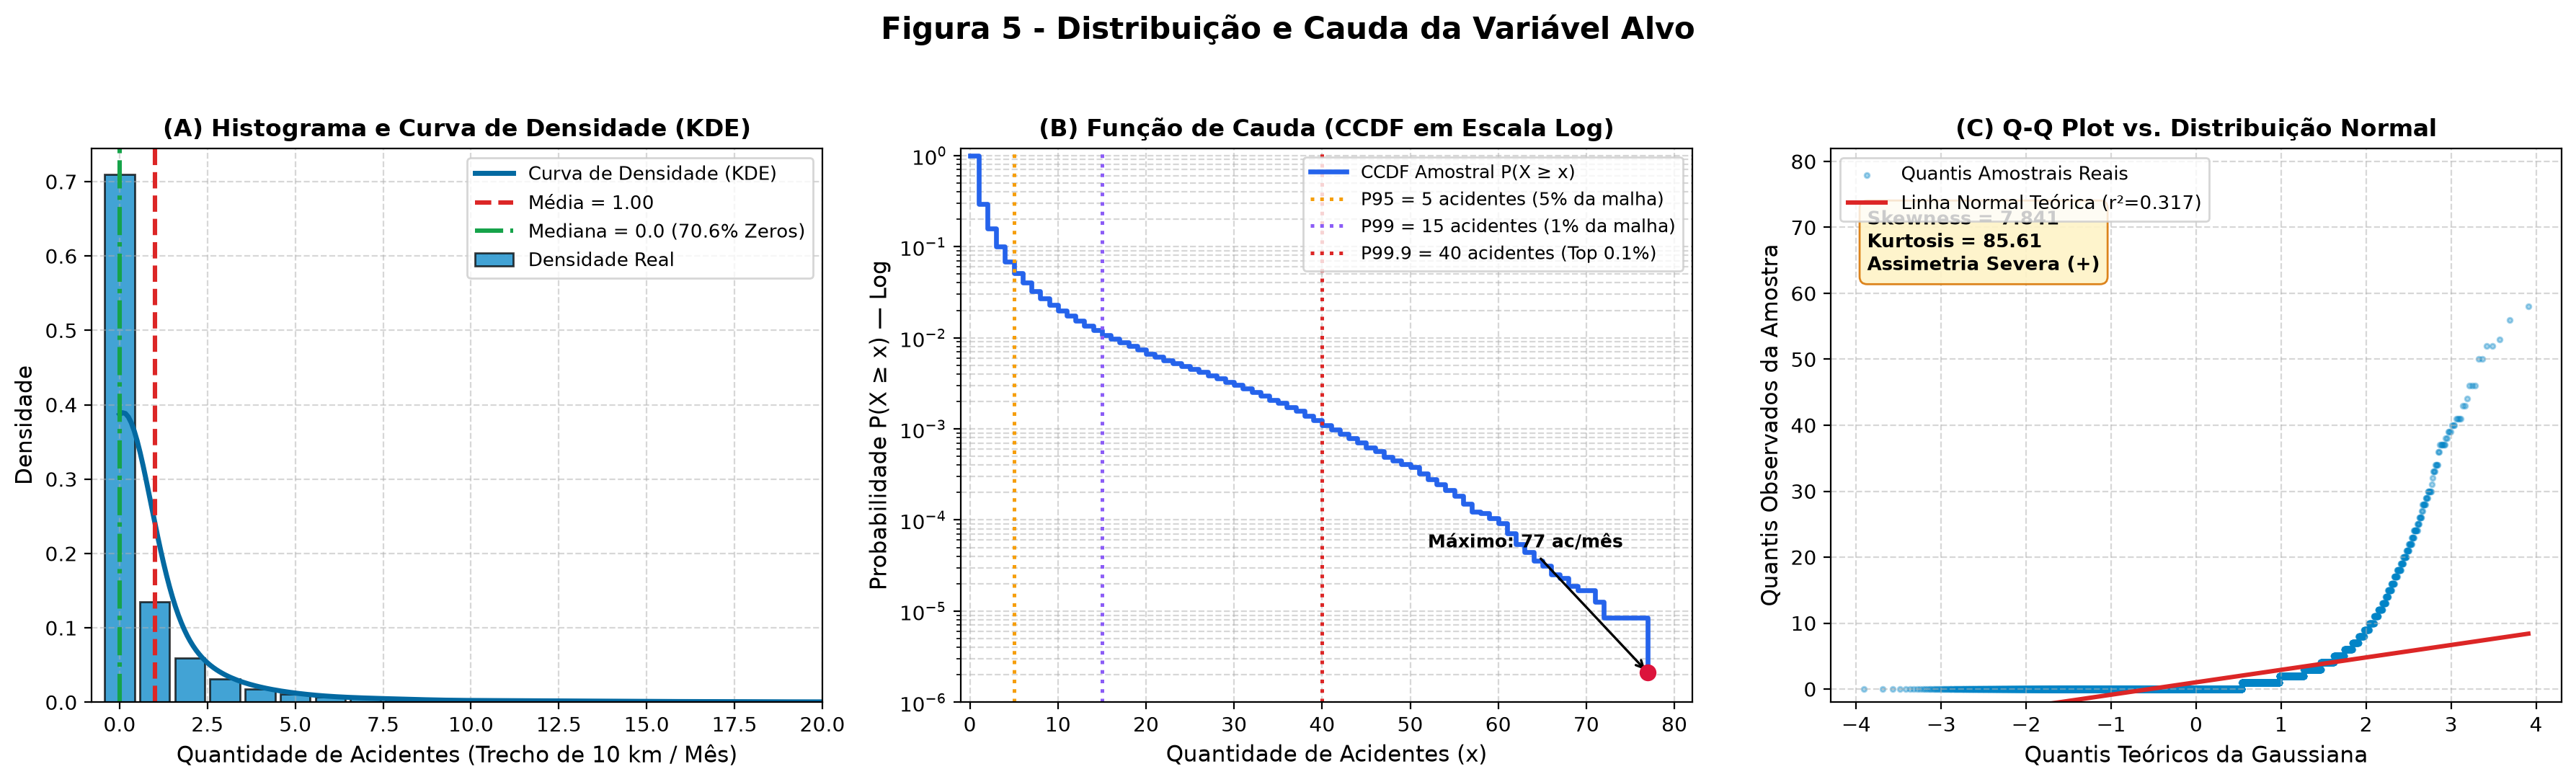 Figura 5 - Distribuição e Cauda da Variável Alvo
(A) Histograma e Curva de Densidade (KDE)
Densidade
0.7
0.6
0.5
0.4
0.3
0.2
0.1
0.0
Curva de Densidade (KDE)
Média = 1.00
Mediana = 0.0 (70.6% Zeros)
Densidade Real
0.0 2.5 5.0 7.5 10.0 12.5 15.0 17.5 20.0
Quantidade de Acidentes (Trecho de 10 km / Mês)
(B) Função de Cauda (CCDF em Escala Log)
Probabilidade P(X ≥ x) — Log
10⁰
10⁻¹
10⁻²
10⁻³
10⁻⁴
10⁻⁵
10⁻⁶
CCDF Amostral P(X ≥ x)
P95 = 5 acidentes (5% da malha)
P99 = 15 acidentes (1% da malha)
P99.9 = 40 acidentes (Top 0.1%)
Máximo: 77 ac/mês
0 10 20 30 40 50 60 70 80
Quantidade de Acidentes (x)
(C) Q-Q Plot vs. Distribuição Normal
Quantis Observados da Amostra
80
70
60
50
40
30
20
10
0
Quantis Amostrais Reais
Linha Normal Teórica (r²=0.317)
Skewness = 7.841
Kurtosis = 85.61
Assimetria Severa (+)
−4 −3 −2 −1 0 1 2 3 4
Quantis Teóricos da Gaussiana